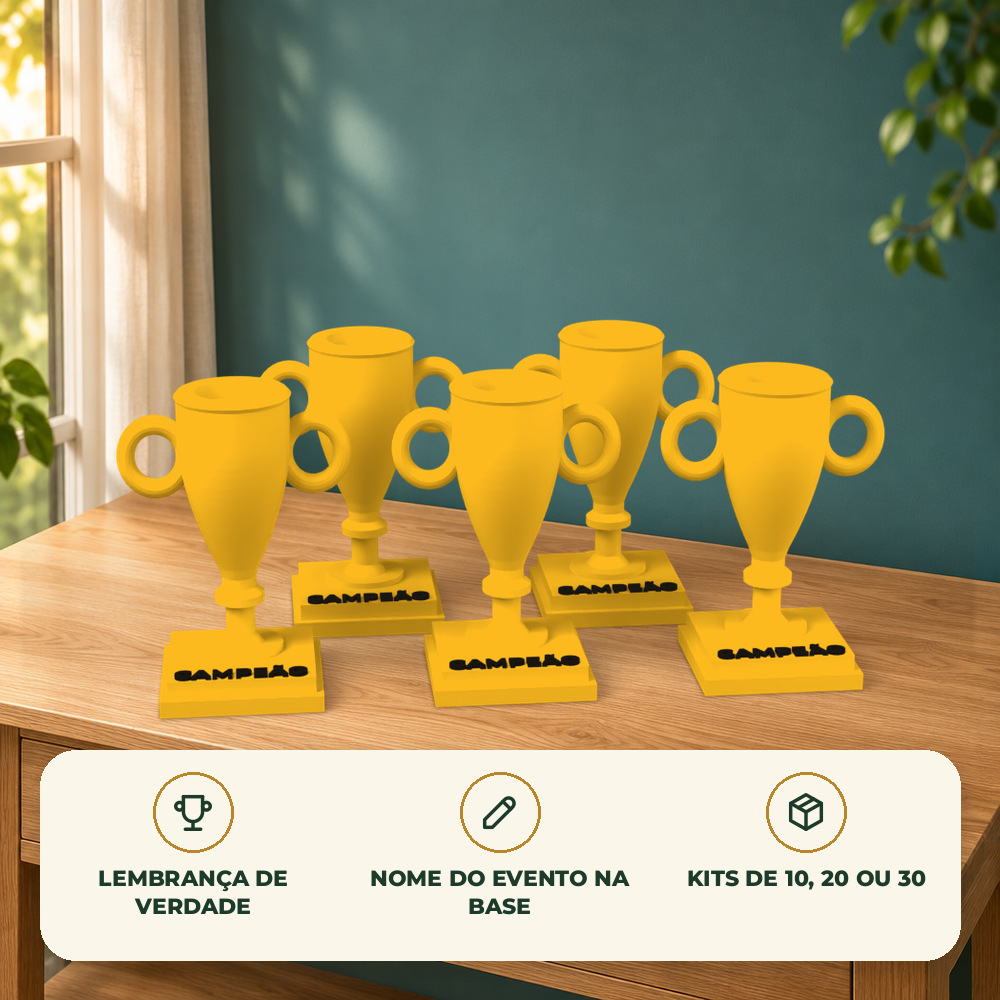 CAMPEÃO
CAMPEÃO
CAMPEÃO
CAMPEÃO
CAMPEÃO
LEMBRANÇA DE
VERDADE
NOME DO EVENTO NA
BASE
KITS DE 10, 20 OU 30